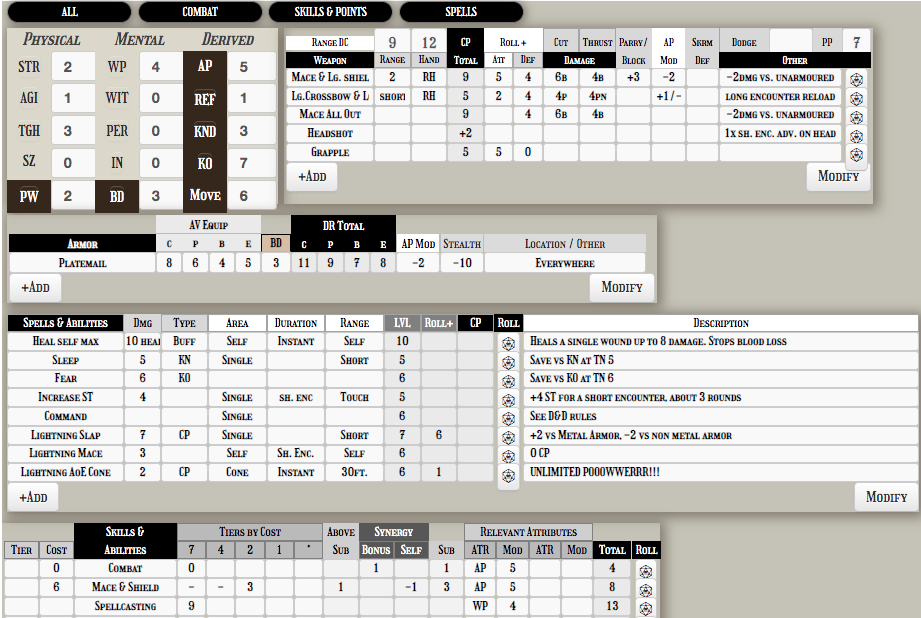 ALL COMBAT SKILLS & POINTS SPELLS
PHYSICAL MENTAL DERIVED
STR 2 WP 4 AP 5
AGI 1 WIT 0 REF 1
TGH 3 PER 0 KND 3
SZ 0 IN 0 KO 7
PW 2 BD 3 MOVE 6
RANGE DC 9 12 CP ROLL + CUT THRUST PARRY/ AP SKRM DODGE PP 7
WEAPON RANGE HAND TOTAL ATT DEF DAMAGE BLOCK MOD DEF OTHER
MACE & LG. SHIEL 2 RH 9 5 4 6B 4B +3 -2 -2DMG VS. UNARMOURED
LG.CROSSBOW & L SHORT RH 5 2 4 4P 4PN +1/- LONG ENCOUNTER RELOAD
MACE ALL OUT 9 4 6B 4B -2DMG VS. UNARMOURED
HEADSHOT +2 1X SH. ENC. ADV. ON HEAD
GRAPPLE 5 5 0
+ADD MODIFY
AV EQUIP DR TOTAL
ARMOR C P B E BD C P B E AP MOD STEALTH LOCATION / OTHER
PLATEMAIL 8 6 4 5 3 11 9 7 8 -2 -10 EVERYWHERE
+ADD MODIFY
SPELLS & ABILITIES DMG TYPE AREA DURATION RANGE LVL ROLL+ CP ROLL DESCRIPTION
HEAL SELF MAX 10 HEAL BUFF SELF INSTANT SELF 10 HEALS A SINGLE WOUND UP TO 8 DAMAGE. STOPS BLOOD LOSS
SLEEP 5 KN SINGLE SHORT 5 SAVE VS KN AT TN 5
FEAR 6 KO 6 SAVE VS KO AT TN 6
INCREASE ST 4 SINGLE SH. ENC TOUCH 5 +4 ST FOR A SHORT ENCOUNTER, ABOUT 3 ROUNDS
COMMAND SINGLE 6 SEE D&D RULES
LIGHTNING SLAP 7 CP SINGLE SHORT 7 6 +2 VS METAL ARMOR, -2 VS NON METAL ARMOR
LIGHTNING MACE 3 SELF SH. ENC. SELF 6 0 CP
LIGHTNING AOE CONE 2 CP CONE INSTANT 30FT. 6 1 UNLIMITED POOOWWERRR!!!
+ADD MODIFY
SKILLS & TIERS BY COST ABOVE SYNERGY RELEVANT ATTRIBUTES
TIER COST ABILITIES 7 4 2 1 * SUB BONUS SELF SUB ATR MOD ATR MOD TOTAL ROLL
0 COMBAT 0 1 1 AP 5 4
6 MACE & SHIELD - - 3 1 -1 3 AP 5 8
SPELLCASTING 9 WP 4 13